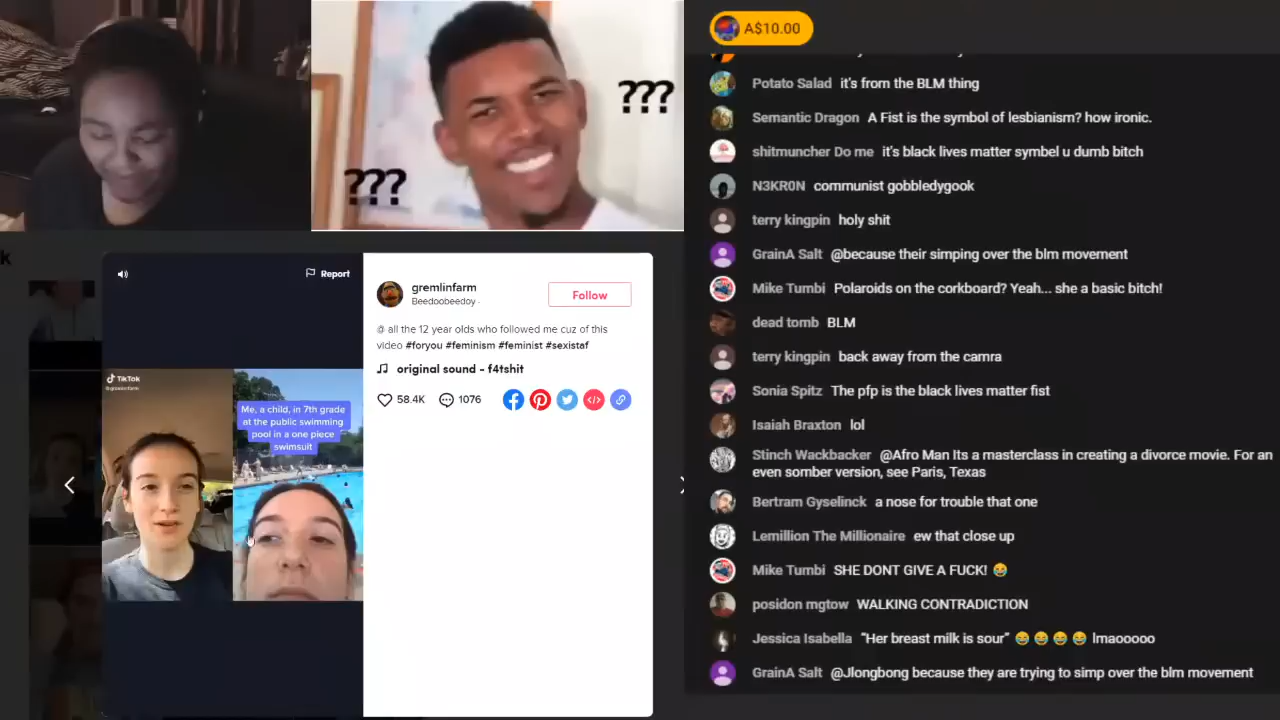 ???
???
k
Report
TikTok
@gremlinfarm
Me, a child, in 7th grade
at the public swimming
pool in a one piece
swimsuit
gremlinfarm
Beedoobeedoy ·
Follow
@ all the 12 year olds who followed me cuz of this
video #foryou #feminism #feminist #sexistaf
original sound - f4tshit
58.4K
1076
A$10.00
Potato Salad it's from the BLM thing
Semantic Dragon A Fist is the symbol of lesbianism? how ironic.
shitmuncher Do me it's black lives matter symbel u dumb bitch
N3KR0N communist gobbledygook
terry kingpin holy shit
GrainA Salt @because their simping over the blm movement
Mike Tumbi Polaroids on the corkboard? Yeah... she a basic bitch!
dead tomb BLM
terry kingpin back away from the camra
Sonia Spitz The pfp is the black lives matter fist
Isaiah Braxton lol
Stinch Wackbacker @Afro Man Its a masterclass in creating a divorce movie. For an
even somber version, see Paris, Texas
Bertram Gyselinck a nose for trouble that one
Lemillion The Millionaire ew that close up
Mike Tumbi SHE DONT GIVE A FUCK! 😂
posidon mgtow WALKING CONTRADICTION
Jessica Isabella “Her breast milk is sour” 😂 😂 😂 😂 lmaooooo
GrainA Salt @Jlongbong because they are trying to simp over the blm movement